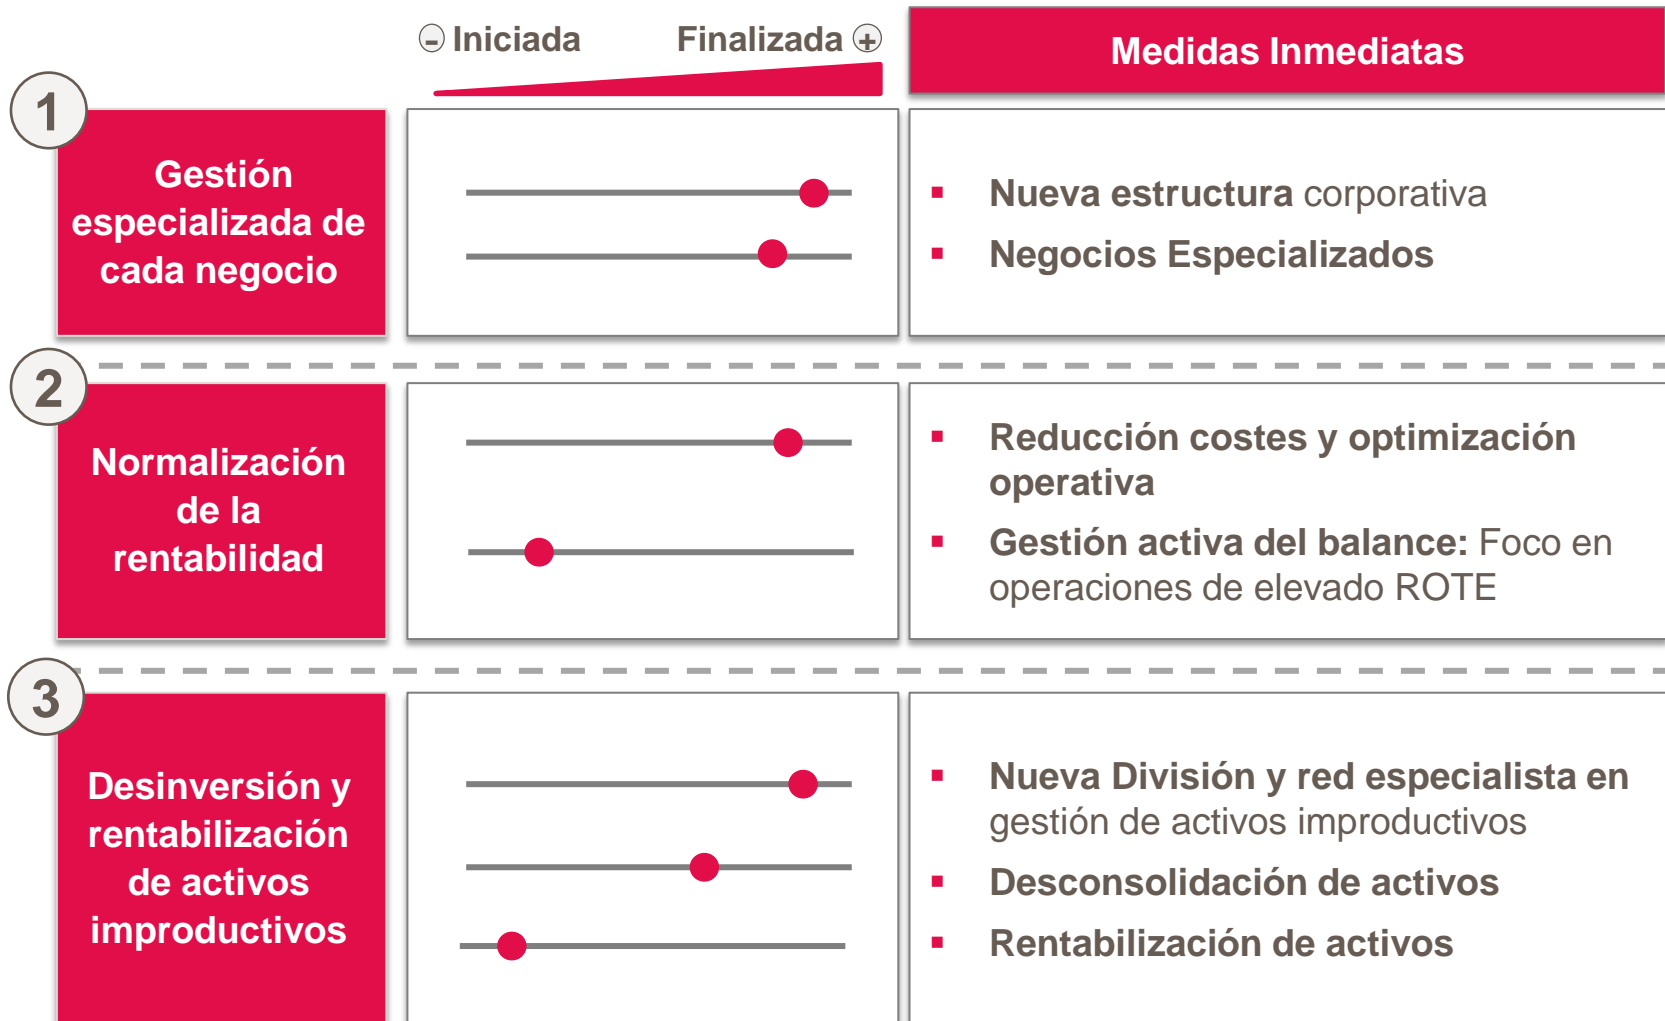 - Iniciada Finalizada +
Medidas Inmediatas
1
Gestión
especializada de
cada negocio
▪ Nueva estructura corporativa
▪ Negocios Especializados
2
Normalización
de la
rentabilidad
▪ Reducción costes y optimización
operativa
▪ Gestión activa del balance: Foco en
operaciones de elevado ROTE
3
Desinversión y
rentabilización
de activos
improductivos
▪ Nueva División y red especialista en
gestión de activos improductivos
▪ Desconsolidación de activos
▪ Rentabilización de activos